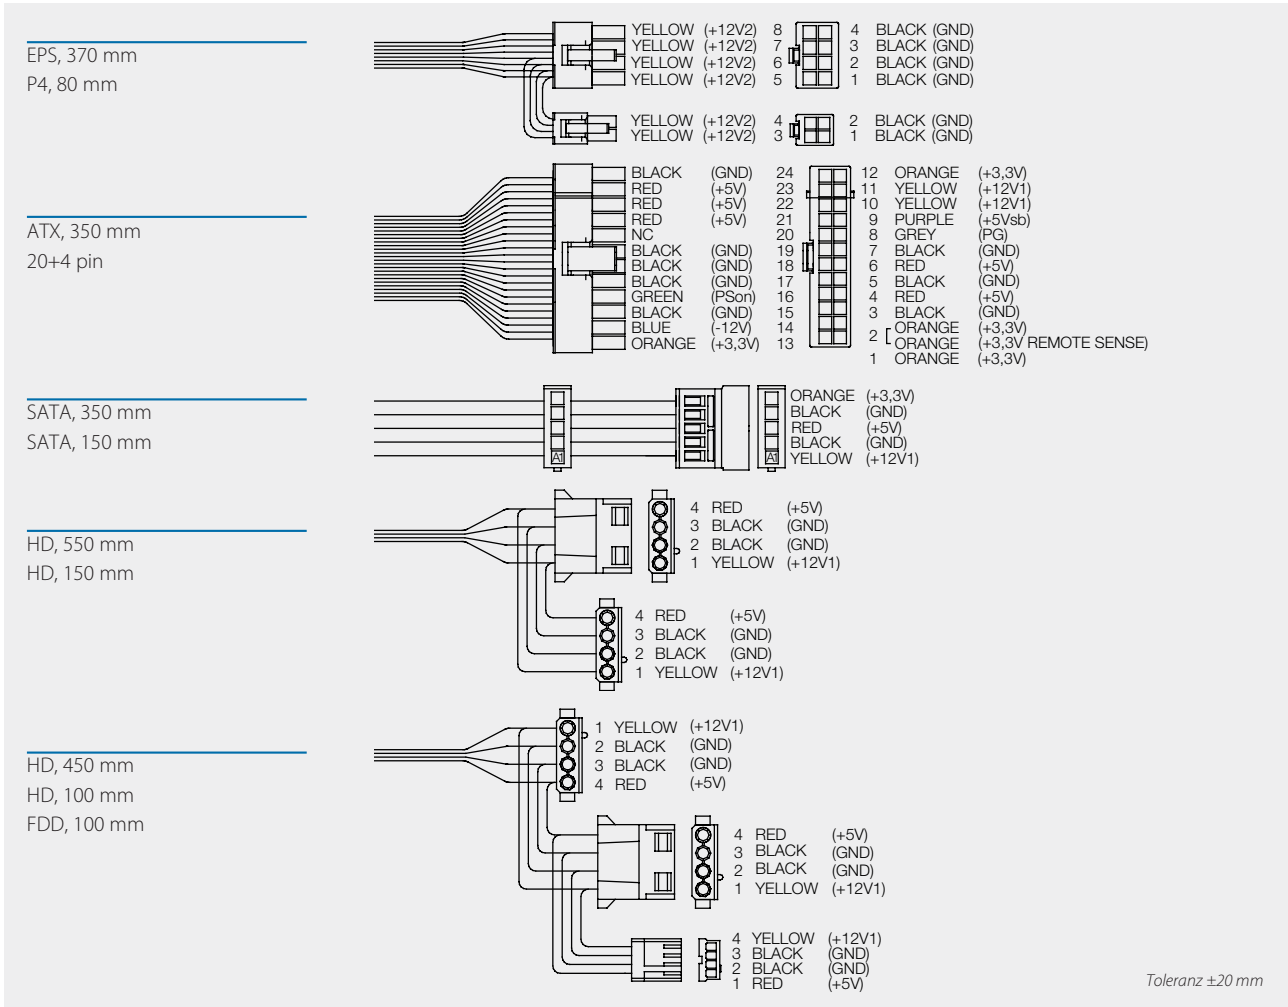 EPS, 370 mm
P4, 80 mm
YELLOW (+12V2) 8 4 BLACK (GND)
YELLOW (+12V2) 7 3 BLACK (GND)
YELLOW (+12V2) 6 2 BLACK (GND)
YELLOW (+12V2) 5 1 BLACK (GND)
YELLOW (+12V2) 4 2 BLACK (GND)
YELLOW (+12V2) 3 1 BLACK (GND)
ATX, 350 mm
20+4 pin
BLACK (GND) 24 12 ORANGE (+3,3V)
RED (+5V) 23 11 YELLOW (+12V1)
RED (+5V) 22 10 YELLOW (+12V1)
RED (+5V) 21 9 PURPLE (+5Vsb)
NC 20 8 GREY (PG)
BLACK (GND) 19 7 BLACK (GND)
BLACK (GND) 18 6 RED (+5V)
BLACK (GND) 17 5 BLACK (GND)
GREEN (PSon) 16 4 RED (+5V)
BLACK (GND) 15 3 BLACK (GND)
BLUE (-12V) 14 2 ORANGE (+3,3V)
ORANGE (+3,3V) 13 ORANGE (+3,3V REMOTE SENSE)
1 ORANGE (+3,3V)
SATA, 350 mm
SATA, 150 mm
ORANGE (+3,3V)
BLACK (GND)
RED (+5V)
BLACK (GND)
A1 A1 YELLOW (+12V1)
HD, 550 mm
HD, 150 mm
4 RED (+5V)
3 BLACK (GND)
2 BLACK (GND)
1 YELLOW (+12V1)
4 RED (+5V)
3 BLACK (GND)
2 BLACK (GND)
1 YELLOW (+12V1)
HD, 450 mm
HD, 100 mm
FDD, 100 mm
1 YELLOW (+12V1)
2 BLACK (GND)
3 BLACK (GND)
4 RED (+5V)
4 RED (+5V)
3 BLACK (GND)
2 BLACK (GND)
1 YELLOW (+12V1)
4 YELLOW (+12V1)
3 BLACK (GND)
2 BLACK (GND)
1 RED (+5V)
Toleranz ±20 mm